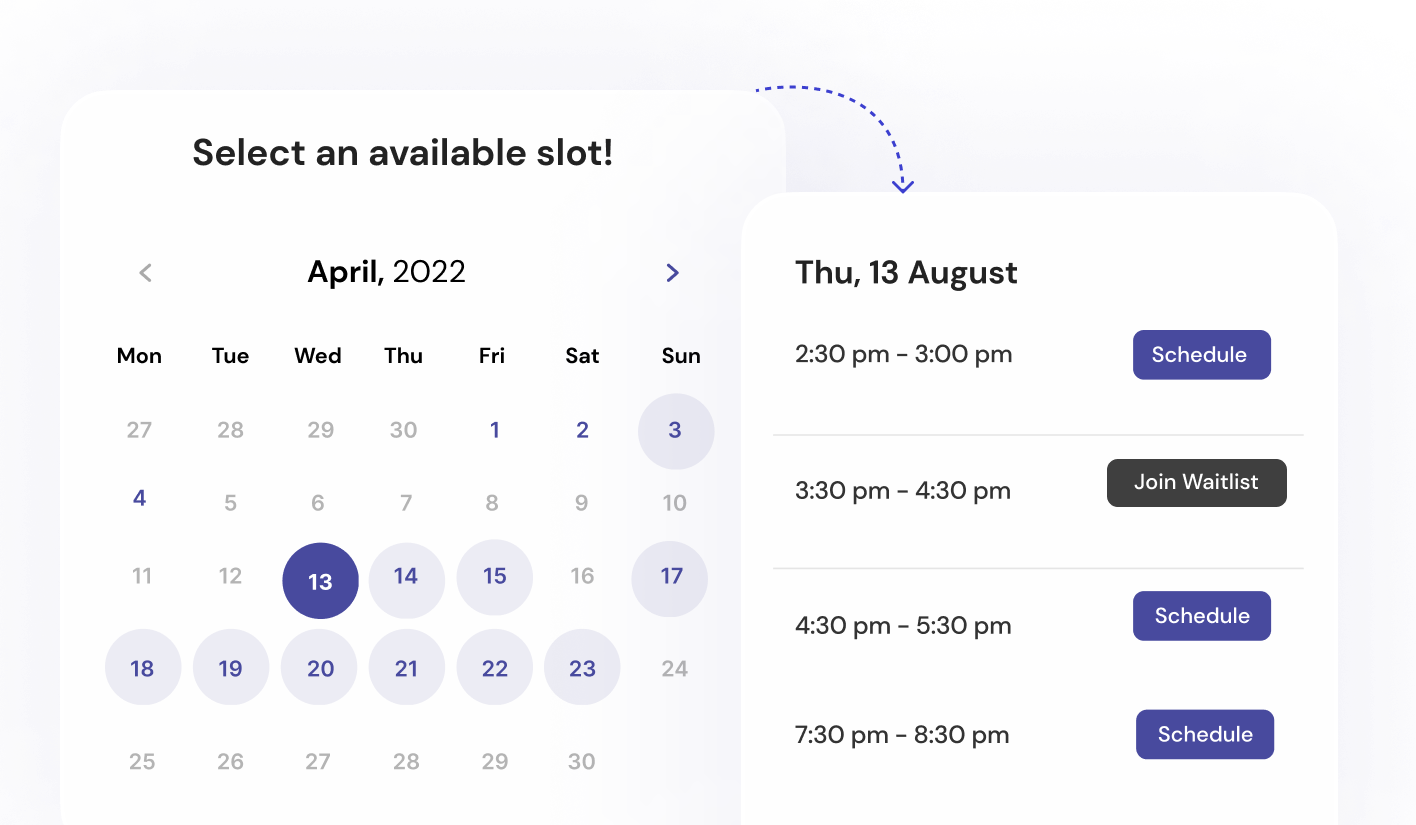 Select an available slot!
April, 2022
Mon Tue Wed Thu Fri Sat Sun
27 28 29 30 1 2 3
4 5 6 7 8 9 10
11 12 13 14 15 16 17
18 19 20 21 22 23 24
25 26 27 28 29 30
Thu, 13 August
2:30 pm - 3:00 pm Schedule
3:30 pm - 4:30 pm Join Waitlist
4:30 pm - 5:30 pm Schedule
7:30 pm - 8:30 pm Schedule